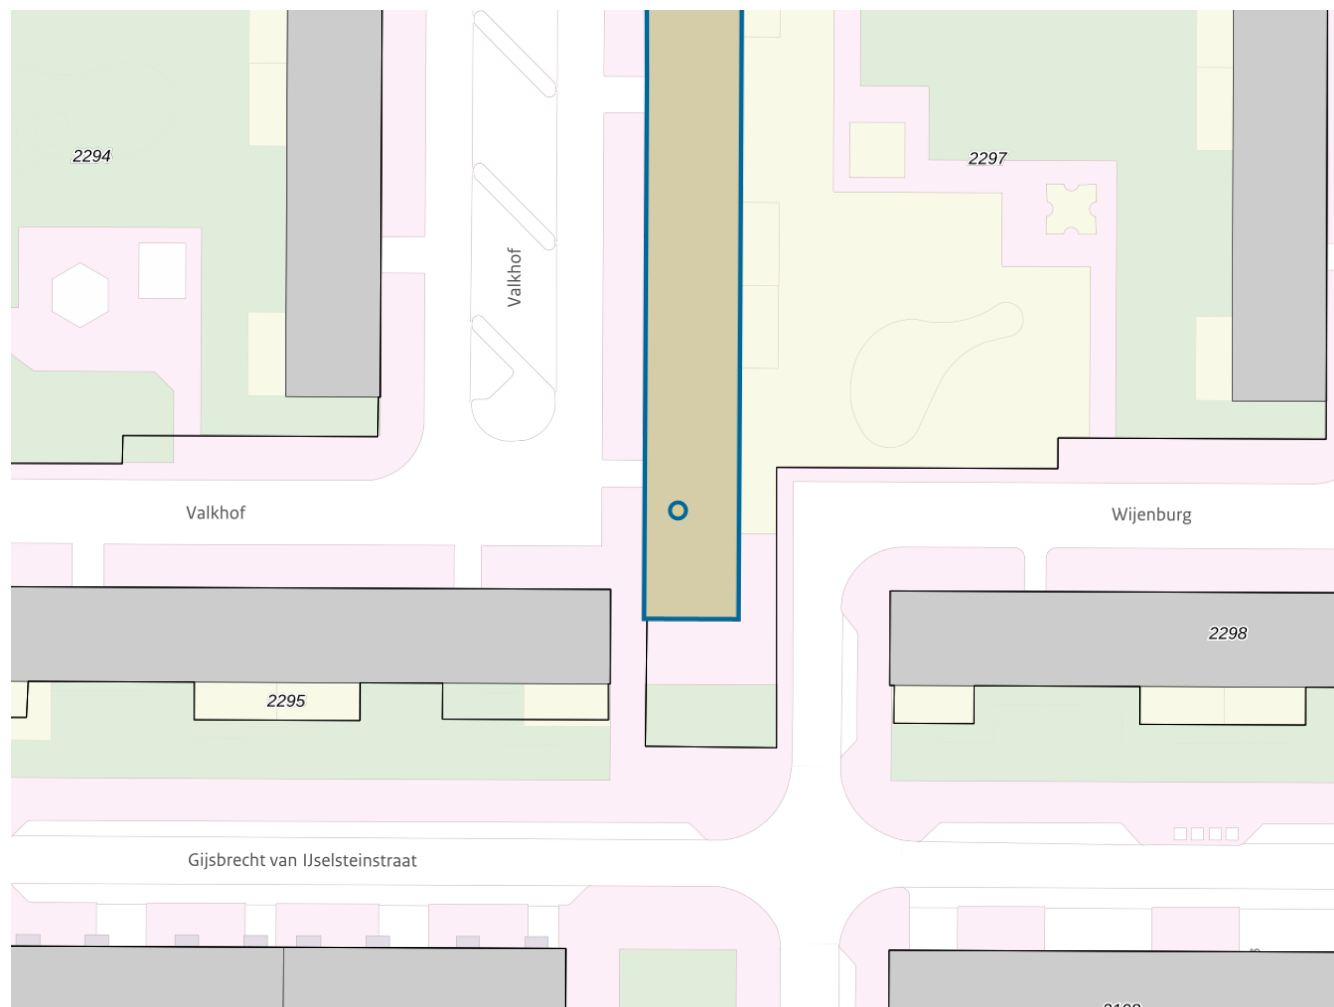 2294
2297
Valkhof
Valkhof
Wijenburg
2298
2295
Gijsbrecht van IJselsteinstraat